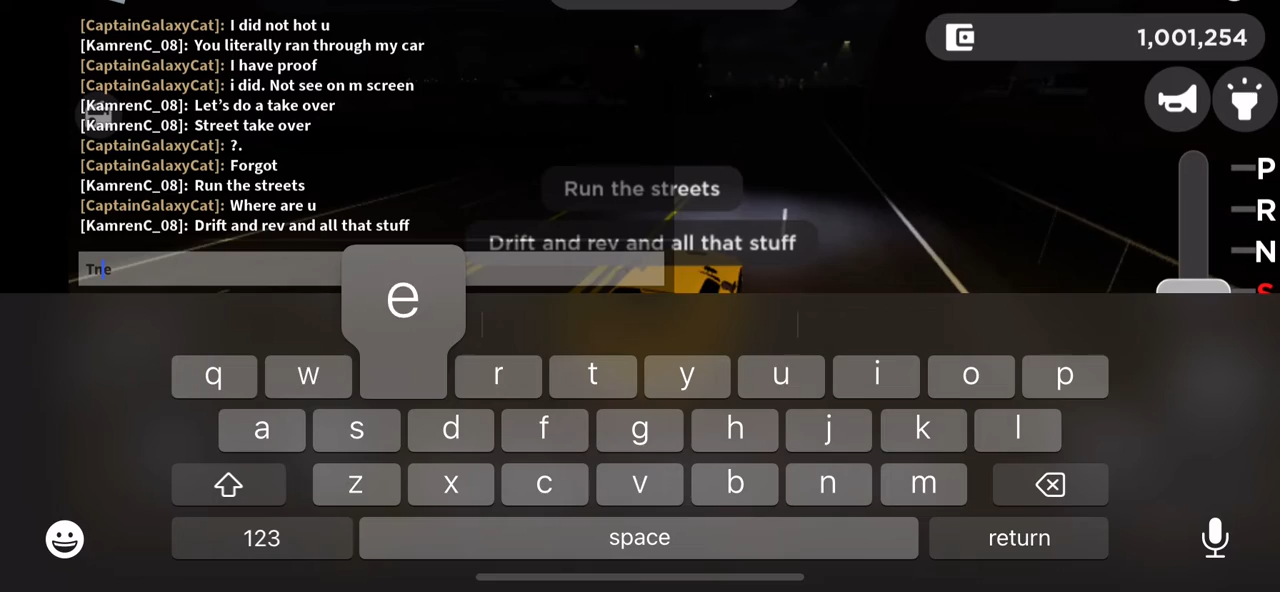 [CaptainGalaxyCat]: I did not hot u
[KamrenC_08]: You literally ran through my car
[CaptainGalaxyCat]: I have proof
[CaptainGalaxyCat]: i did. Not see on m screen
[KamrenC_08]: Let’s do a take over
[KamrenC_08]: Street take over
[CaptainGalaxyCat]: ?.
[CaptainGalaxyCat]: Forgot
[KamrenC_08]: Run the streets
[CaptainGalaxyCat]: Where are u
[KamrenC_08]: Drift and rev and all that stuff
1,001,254
Run the streets
Drift and rev and all that stuff
P
R
N
S
Tne
e
q w r t y u i o p
a s d f g h j k l
z x c v b n m
123 space return